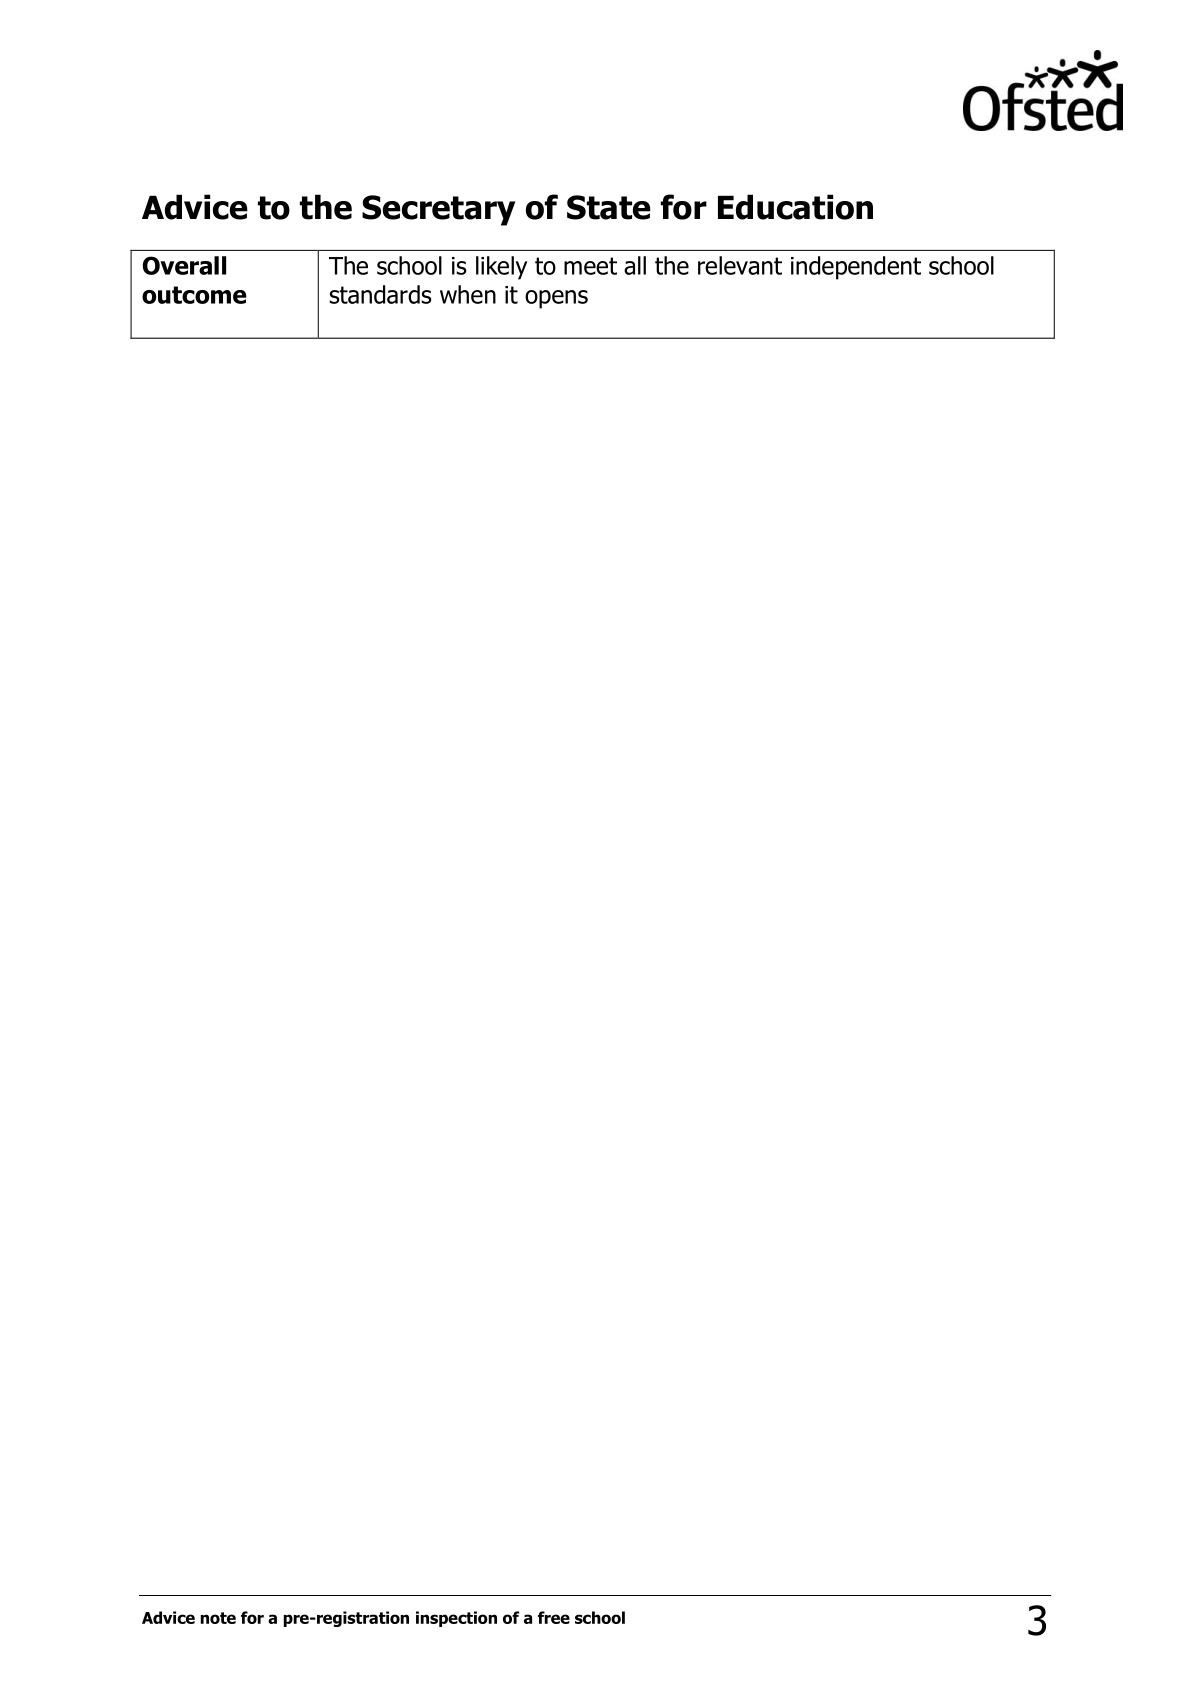 Ofsted
Advice to the Secretary of State for Education
Overall
outcome
The school is likely to meet all the relevant independent school
standards when it opens
Advice note for a pre-registration inspection of a free school
3